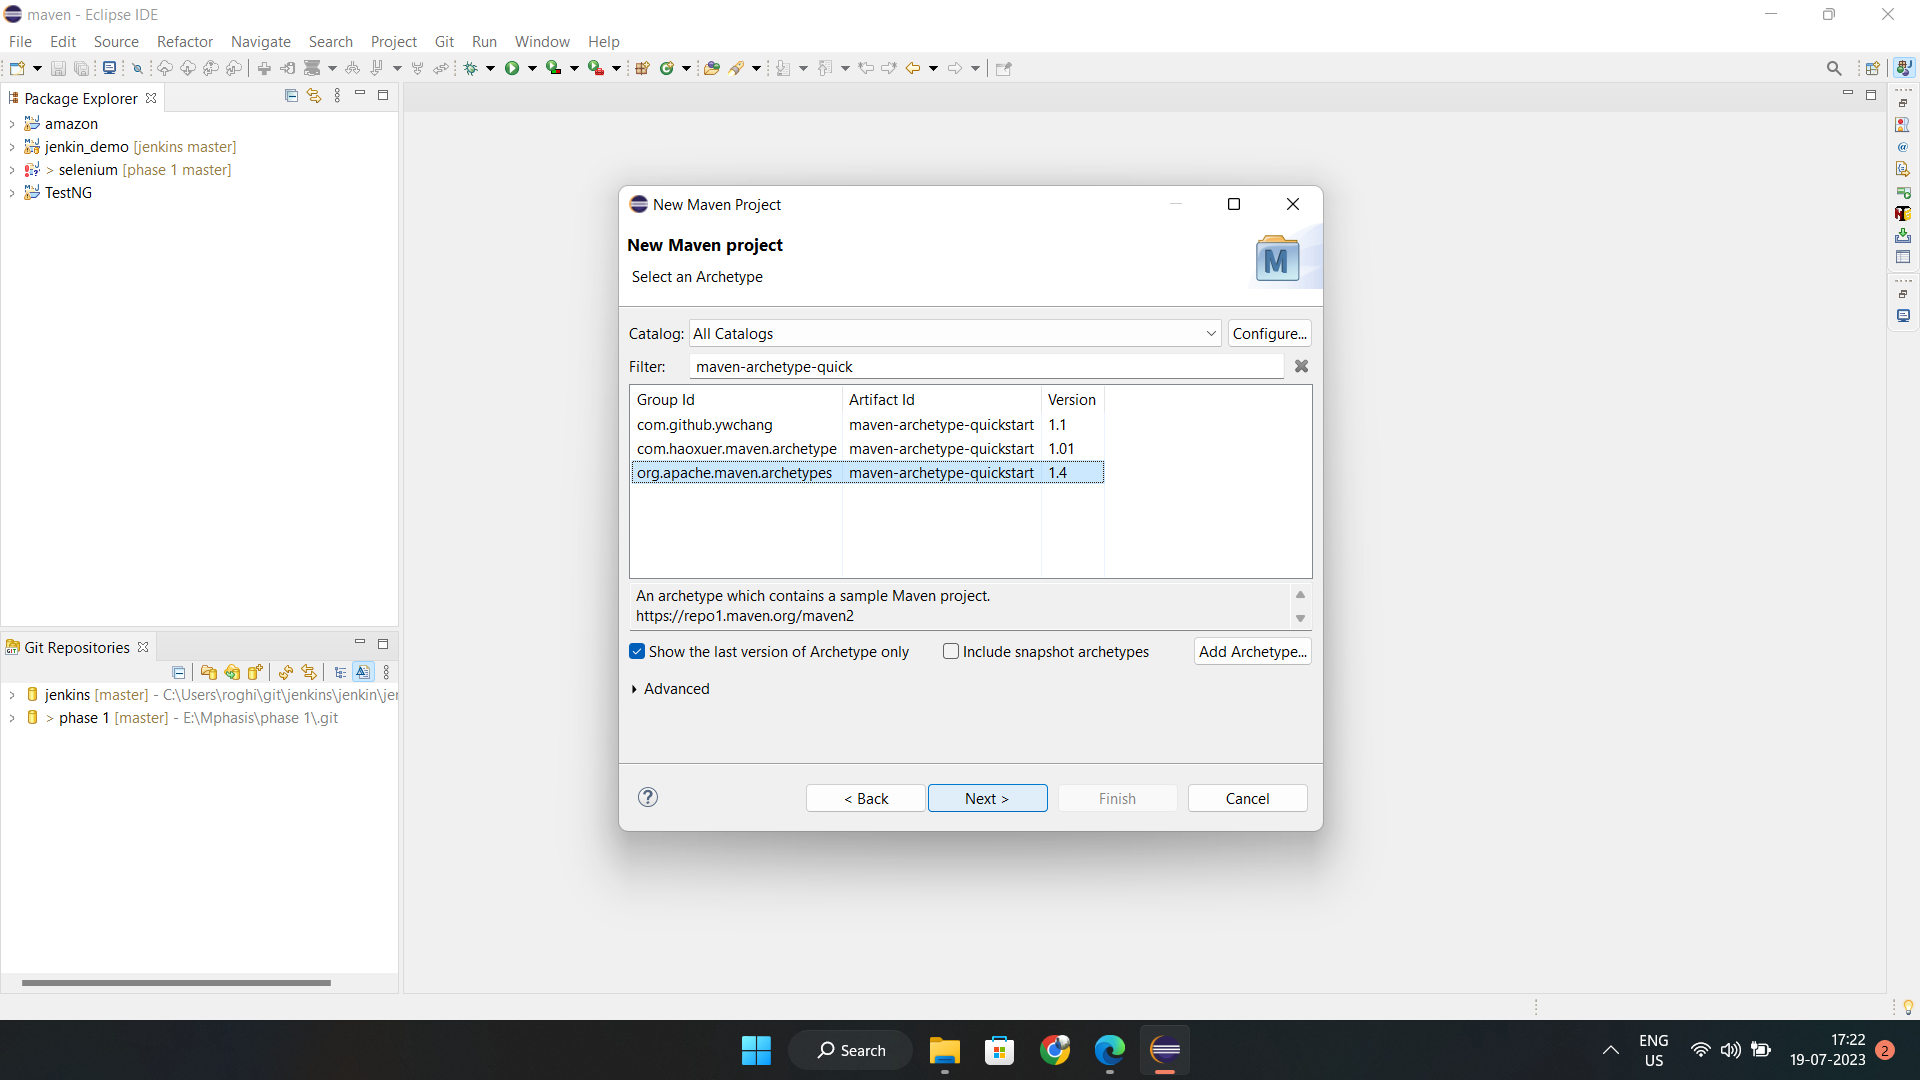 maven - Eclipse IDE
File Edit Source Refactor Navigate Search Project Git Run Window Help
Package Explorer
amazon
jenkin_demo [jenkins master]
> selenium [phase 1 master]
TestNG
New Maven Project
New Maven project
Select an Archetype
M
Catalog: All Catalogs Configure...
Filter: maven-archetype-quick
Group Id Artifact Id Version
com.github.ywchang maven-archetype-quickstart 1.1
com.haoxuer.maven.archetype maven-archetype-quickstart 1.01
org.apache.maven.archetypes maven-archetype-quickstart 1.4
An archetype which contains a sample Maven project.
https://repo1.maven.org/maven2
Show the last version of Archetype only Include snapshot archetypes Add Archetype...
Advanced
? < Back Next > Finish Cancel
Git Repositories
jenkins [master] - C:\Users\roghi\git\jenkins\jenkin\jer
> phase 1 [master] - E:\Mphasis\phase 1\.git
Search
ENG
US
17:22
19-07-2023
2